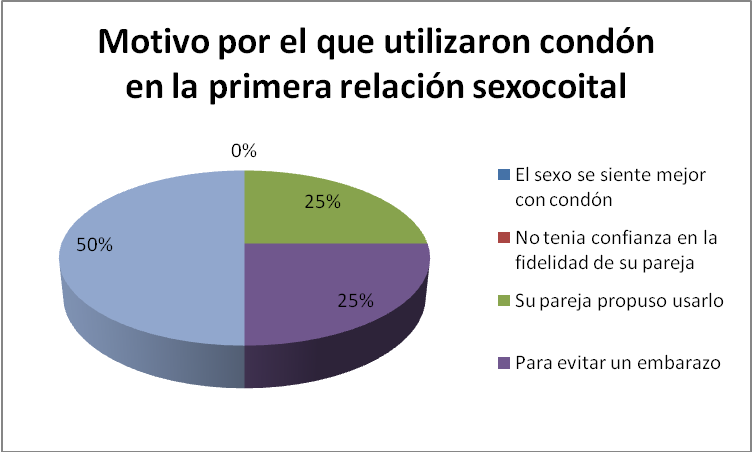 Motivo por el que utilizaron condón
en la primera relación sexocoital
0%
25%
50%
25%
El sexo se siente mejor
con condón
No tenia confianza en la
fidelidad de su pareja
Su pareja propuso usarlo
Para evitar un embarazo